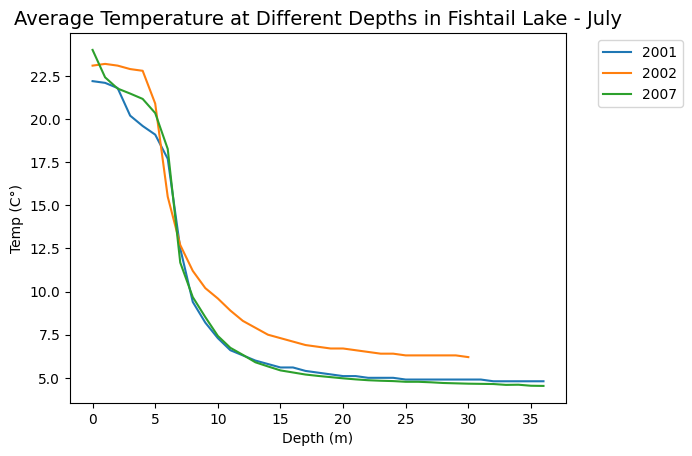 Average Temperature at Different Depths in Fishtail Lake - July
2001
2002
2007
22.5
20.0
17.5
15.0
12.5
10.0
7.5
5.0
Temp (C°)
0 5 10 15 20 25 30 35
Depth (m)